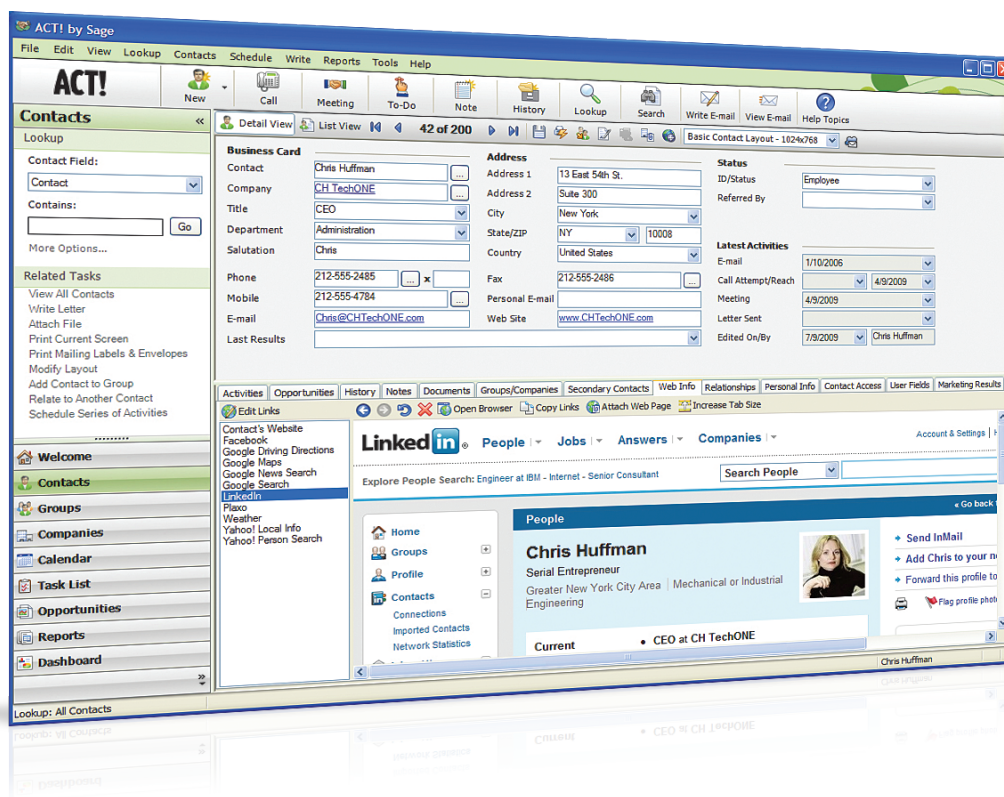 ACT! by Sage
File Edit View Lookup Contacts Schedule Write Reports Tools Help
ACT!
New Call Meeting To-Do Note History Lookup Search Write E-mail View E-mail Help Topics
Contacts «
Lookup
Contact Field:
Contact
Contains:
Go
More Options...
Related Tasks
View All Contacts
Write Letter
Attach File
Print Current Screen
Print Mailing Labels & Envelopes
Modify Layout
Add Contact to Group
Relate to Another Contact
Schedule Series of Activities
Welcome
Contacts
Groups
Companies
Calendar
Task List
Opportunities
Reports
Dashboard
»
Lookup: All Contacts
Detail View List View 42 of 200 Basic Contact Layout - 1024x768
Business Card
Contact Chris Huffman ...
Company CH TechONE ...
Title CEO
Department Administration
Salutation Chris
Phone 212-555-2485 ... x
Mobile 212-555-4784 ...
E-mail Chris@CHTechONE.com
Last Results
Address
Address 1 13 East 54th St.
Address 2 Suite 300
City New York
State/ZIP NY 10008
Country United States
Fax 212-555-2486 ...
Personal E-mail
Web Site www.CHTechONE.com
Status
ID/Status Employee
Referred By
Latest Activities
E-mail 1/10/2006
Call Attempt/Reach 4/9/2009
Meeting 4/9/2009
Letter Sent
Edited On/By 7/9/2009 Chris Huffman
Activities Opportunities History Notes Documents Groups/Companies Secondary Contacts Web Info Relationships Personal Info Contact Access User Fields Marketing Results
Edit Links Open Browser Copy Links Attach Web Page Increase Tab Size
Contact's Website
Facebook
Google Driving Directions
Google Maps
Google News Search
Google Search
LinkedIn
Plaxo
Weather
Yahoo! Local Info
Yahoo! Person Search
Linked in ® People Jobs Answers Companies Account & Settings
Explore People Search: Engineer at IBM - Internet - Senior Consultant Search People
Home
Groups
Profile
Contacts
Connections
Imported Contacts
Network Statistics
People « Go back
Chris Huffman
Serial Entrepreneur
Greater New York City Area | Mechanical or Industrial
Engineering
Current • CEO at CH TechONE
Send InMail
Add Chris to your
Forward this profile to
Flag profile
Chris Huffman